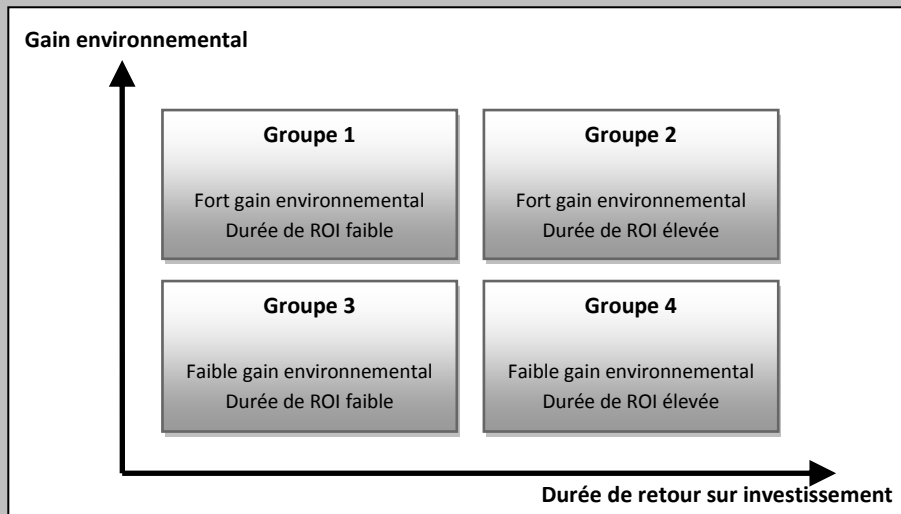 Gain environnemental
Groupe 1
Fort gain environnemental
Durée de ROI faible
Groupe 2
Fort gain environnemental
Durée de ROI élevée
Groupe 3
Faible gain environnemental
Durée de ROI faible
Groupe 4
Faible gain environnemental
Durée de ROI élevée
Durée de retour sur investissement